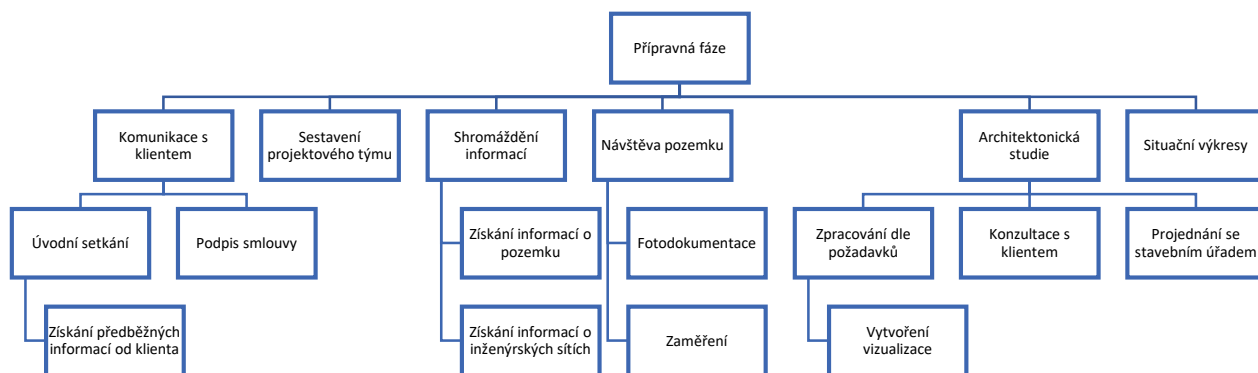 Přípravná fáze
Komunikace s
klientem
Sestavení
projektového týmu
Shromáždění
informací
Návštěva pozemku
Architektonická
studie
Situační výkresy
Úvodní setkání
Podpis smlouvy
Získání informací o
pozemku
Fotodokumentace
Zpracování dle
požadavků
Konzultace s
klientem
Projednání se
stavebním úřadem
Získání předběžných
informací od klienta
Získání informací o
inženýrských sítích
Zaměření
Vytvoření
vizualizace